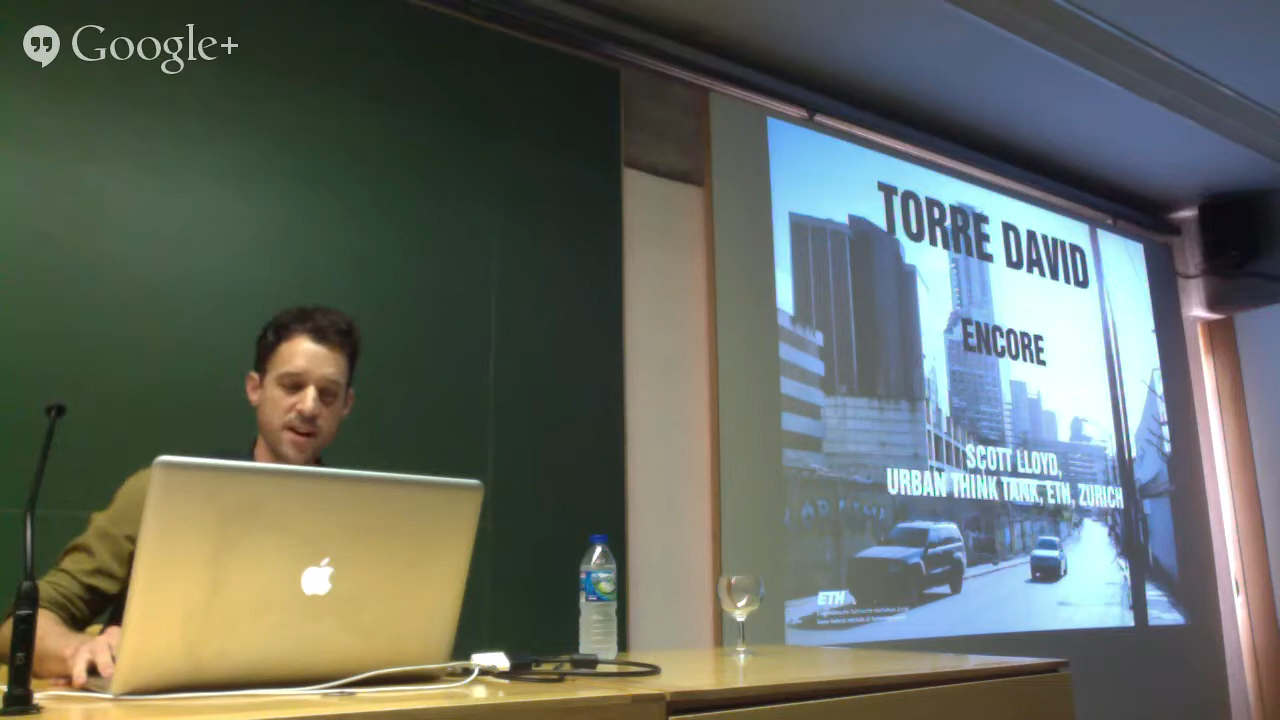 Google+
TORRE DAVID
ENCORE
SCOTT LLOYD,
URBAN THINK TANK, ETH, ZURICH
ETH